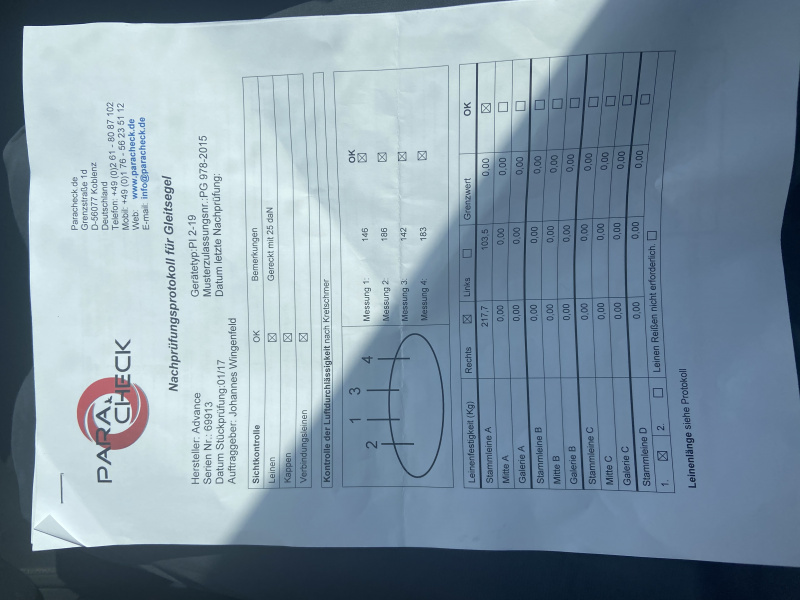 PARA CHECK
Paracheck.de
Grenzstraße 1d
D-56077 Koblenz
Deutschland
Telefon: +49 (0)2 61 - 80 87 102
Mobil: +49 (0)1 76 - 56 23 51 12
Web: www.paracheck.de
E-mail: info@paracheck.de
Nachprüfungsprotokoll für Gleitsegel
Hersteller: Advance Gerätetyp:PI 2-19
Serien Nr.: 69913 Musterzulassungsnr.:PG 978-2015
Datum Stückprüfung:01/17 Datum letzte Nachprüfung:
Auftraggeber: Johannes Wingenfeld
Sichtkontrolle OK Bemerkungen
Leinen ☒ Gereckt mit 25 daN
Kappen ☒
Verbindungsleinen ☒
Kontrolle der Luftdurchlässigkeit nach Kretschmer
OK
2 1 3 4
Messung 1: 146 ☒
Messung 2: 186 ☒
Messung 3: 142 ☒
Messung 4: 183 ☒
Leinenfestigkeit (Kg) Rechts ☒ Links ☐ Grenzwert OK
Stammleine A 217,7 103,5 0,00 ☒
Mitte A 0,00 0,00 0,00 ☐
Galerie A 0,00 0,00 0,00 ☐
Stammleine B 0,00 0,00 0,00 ☐
Mitte B 0,00 0,00 0,00 ☐
Galerie B 0,00 0,00 0,00 ☐
Stammleine C 0,00 0,00 0,00 ☐
Mitte C 0,00 0,00 0,00 ☐
Galerie C 0,00 0,00 0,00 ☐
Stammleine D 0,00 0,00 0,00 ☐
1. ☒ 2. ☐ Leinen Reißen nicht erforderlich. ☐
Leinenlänge siehe Protokoll